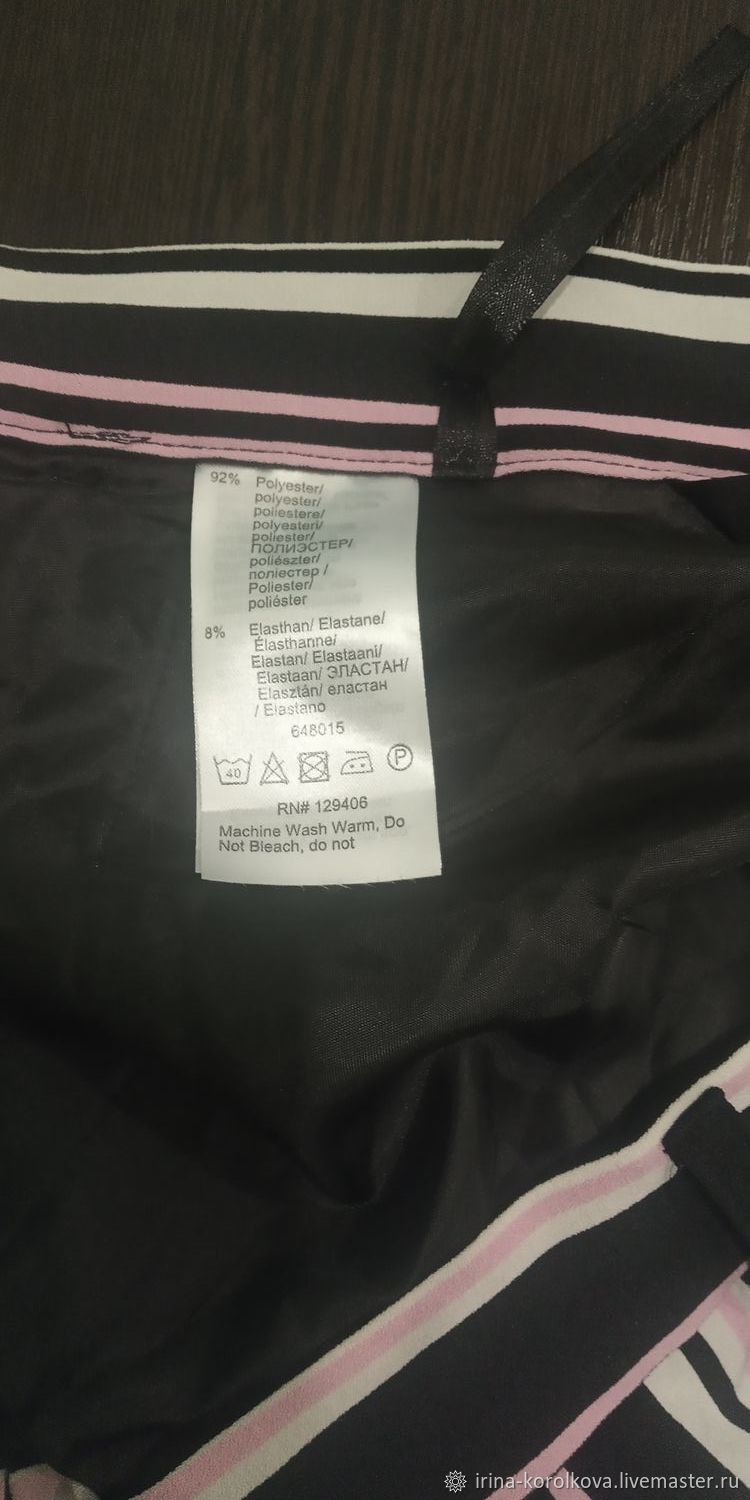 92% Polyester/
polyester/
poliestere/
polyesteri/
poliester/
ПОЛИЭСТЕР/
poliészter/
полиестер /
Poliester/
poliéster
8% Elasthan/ Elastane/
Élasthanne/
Elastan/ Elastaani/
Elastaan/ ЭЛАСТАН/
Elasztán/ еластан
/ Elastano
648015
40
P
RN# 129406
Machine Wash Warm, Do
Not Bleach, do not
irina-korolkova.livemaster.ru